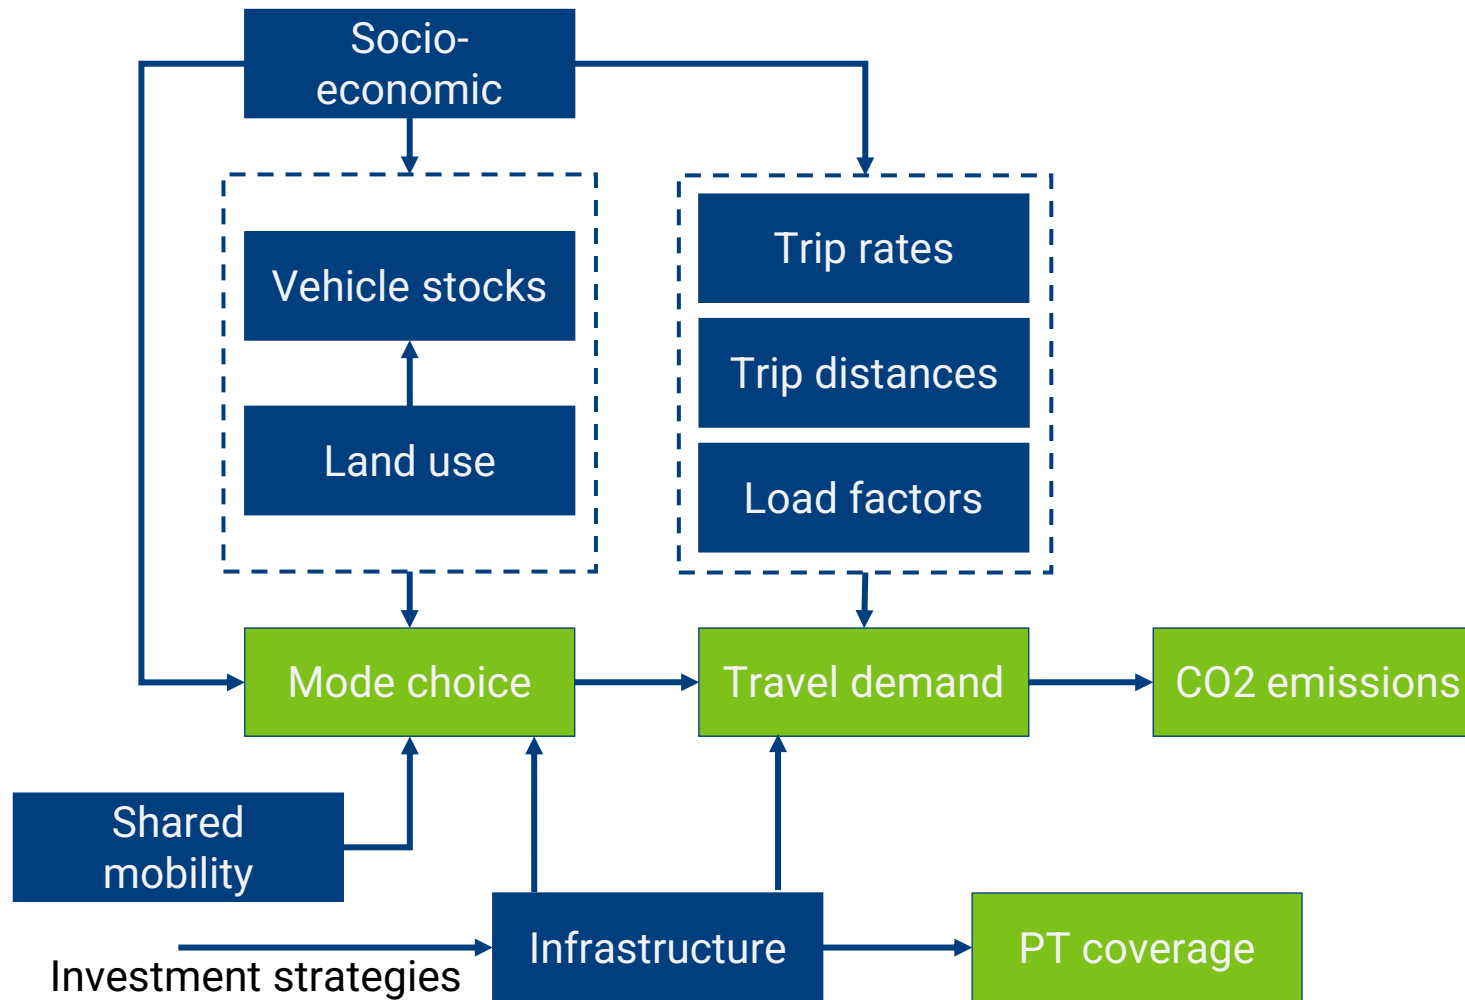 Socio-
economic
Vehicle stocks
Land use
Trip rates
Trip distances
Load factors
Mode choice
Travel demand
CO2 emissions
Shared
mobility
Investment strategies
Infrastructure
PT coverage